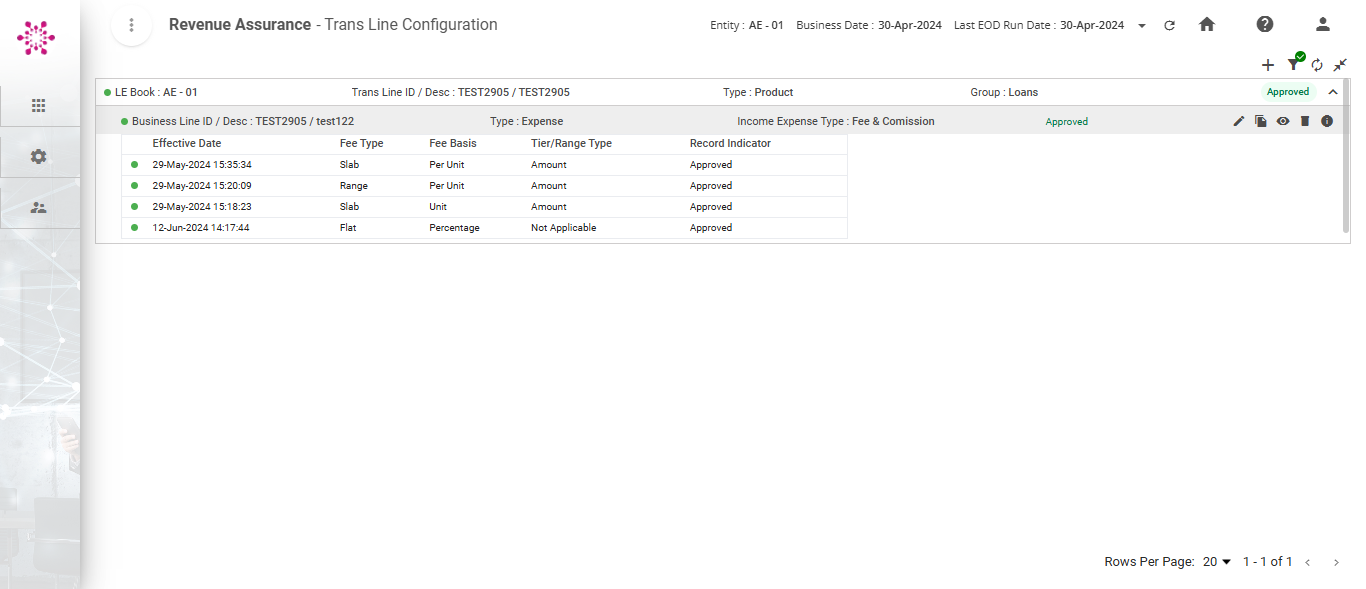 Revenue Assurance - Trans Line Configuration Entity : AE - 01 Business Date : 30-Apr-2024 Last EOD Run Date : 30-Apr-2024
LE Book : AE - 01 Trans Line ID / Desc : TEST2905 / TEST2905 Type : Product Group : Loans Approved
Business Line ID / Desc : TEST2905 / test122 Type : Expense Income Expense Type : Fee & Comission Approved
Effective Date Fee Type Fee Basis Tier/Range Type Record Indicator
29-May-2024 15:35:34 Slab Per Unit Amount Approved
29-May-2024 15:20:09 Range Per Unit Amount Approved
29-May-2024 15:18:23 Slab Unit Amount Approved
12-Jun-2024 14:17:44 Flat Percentage Not Applicable Approved
Rows Per Page: 20 1 - 1 of 1